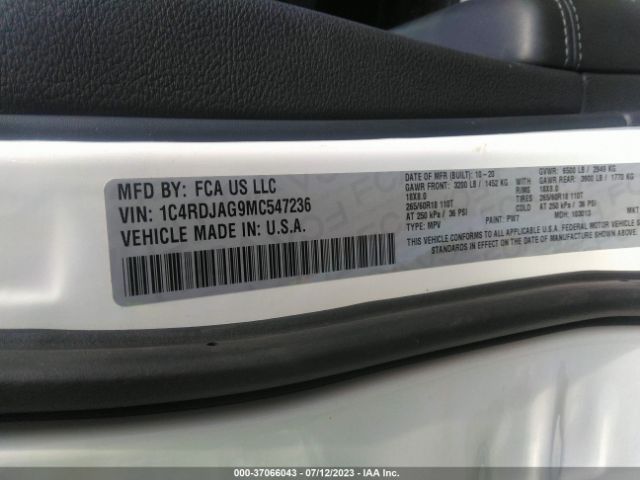 MFD BY: FCA US LLC
VIN: 1C4RDJAG9MC547236
VEHICLE MADE IN: U.S.A.
DATE OF MFR (BUILT): 10-20
GAWR FRONT: 3200 LB / 1452 KG
18X8.0
265/60R18 110T
AT 250 kPa / 36 PSI
TYPE: MPV
PAINT: PW7
GVWR: 6500 LB / 2949 KG
GAWR REAR: 3900 LB / 1770 KG
RIMS 18X8.0
TIRES 265/60R18 110T
COLD AT 250 kPa / 36 PSI
MDH: 103013
MKT
THIS VEHICLE CONFORMS TO ALL APPLICABLE U.S.A. FEDERAL MOTOR VEHICLE
STANDARDS IN EFFECT ON THE DATE OF MANUFACTURE SHOWN ABOVE.
000-37066043 / 07/12/2023 - IAA Inc.